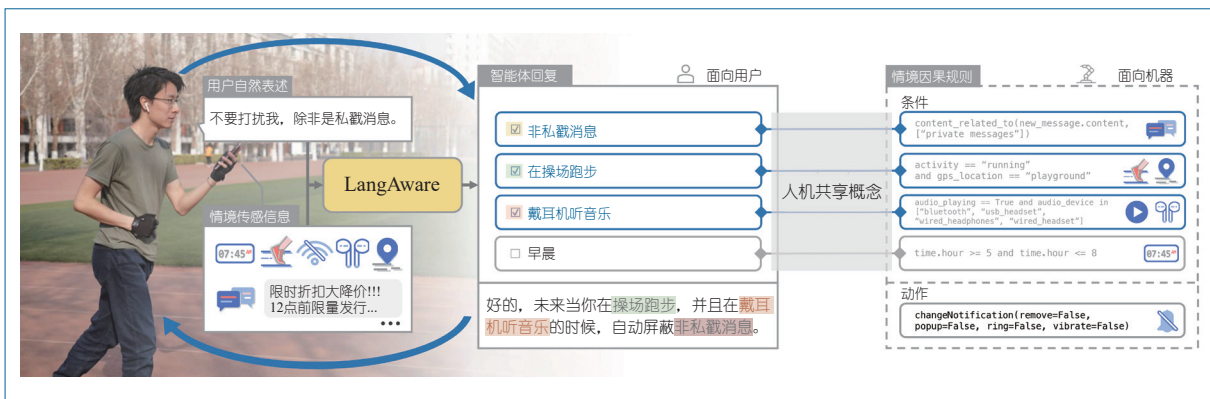 用户自然表述
不要打扰我，除非是私戳消息。
LangAware
情境传感信息
07:45
限时折扣大降价!!!
12点前限量发行...
•••
智能体回复
面向用户
非私戳消息
在操场跑步
戴耳机听音乐
早晨
好的，未来当你在操场跑步，并且在戴耳
机听音乐的时候，自动屏蔽非私戳消息。
人机共享概念
情境因果规则
面向机器
条件
content_related_to(new_message.content,
["private messages"])
activity == "running"
and gps_location == "playground"
audio_playing == True and audio_device in
["bluetooth", "usb_headset",
"wired_headphones", "wired_headset"]
time.hour >= 5 and time.hour <= 8
07:45
动作
changeNotification(remove=False,
popup=False, ring=False, vibrate=False)